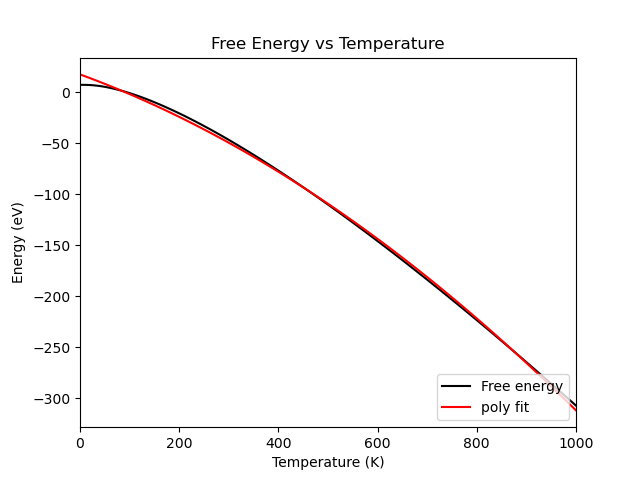 Free Energy vs Temperature
Energy (eV)
0
−50
−100
−150
−200
−250
−300
Free energy
poly fit
0 200 400 600 800 1000
Temperature (K)